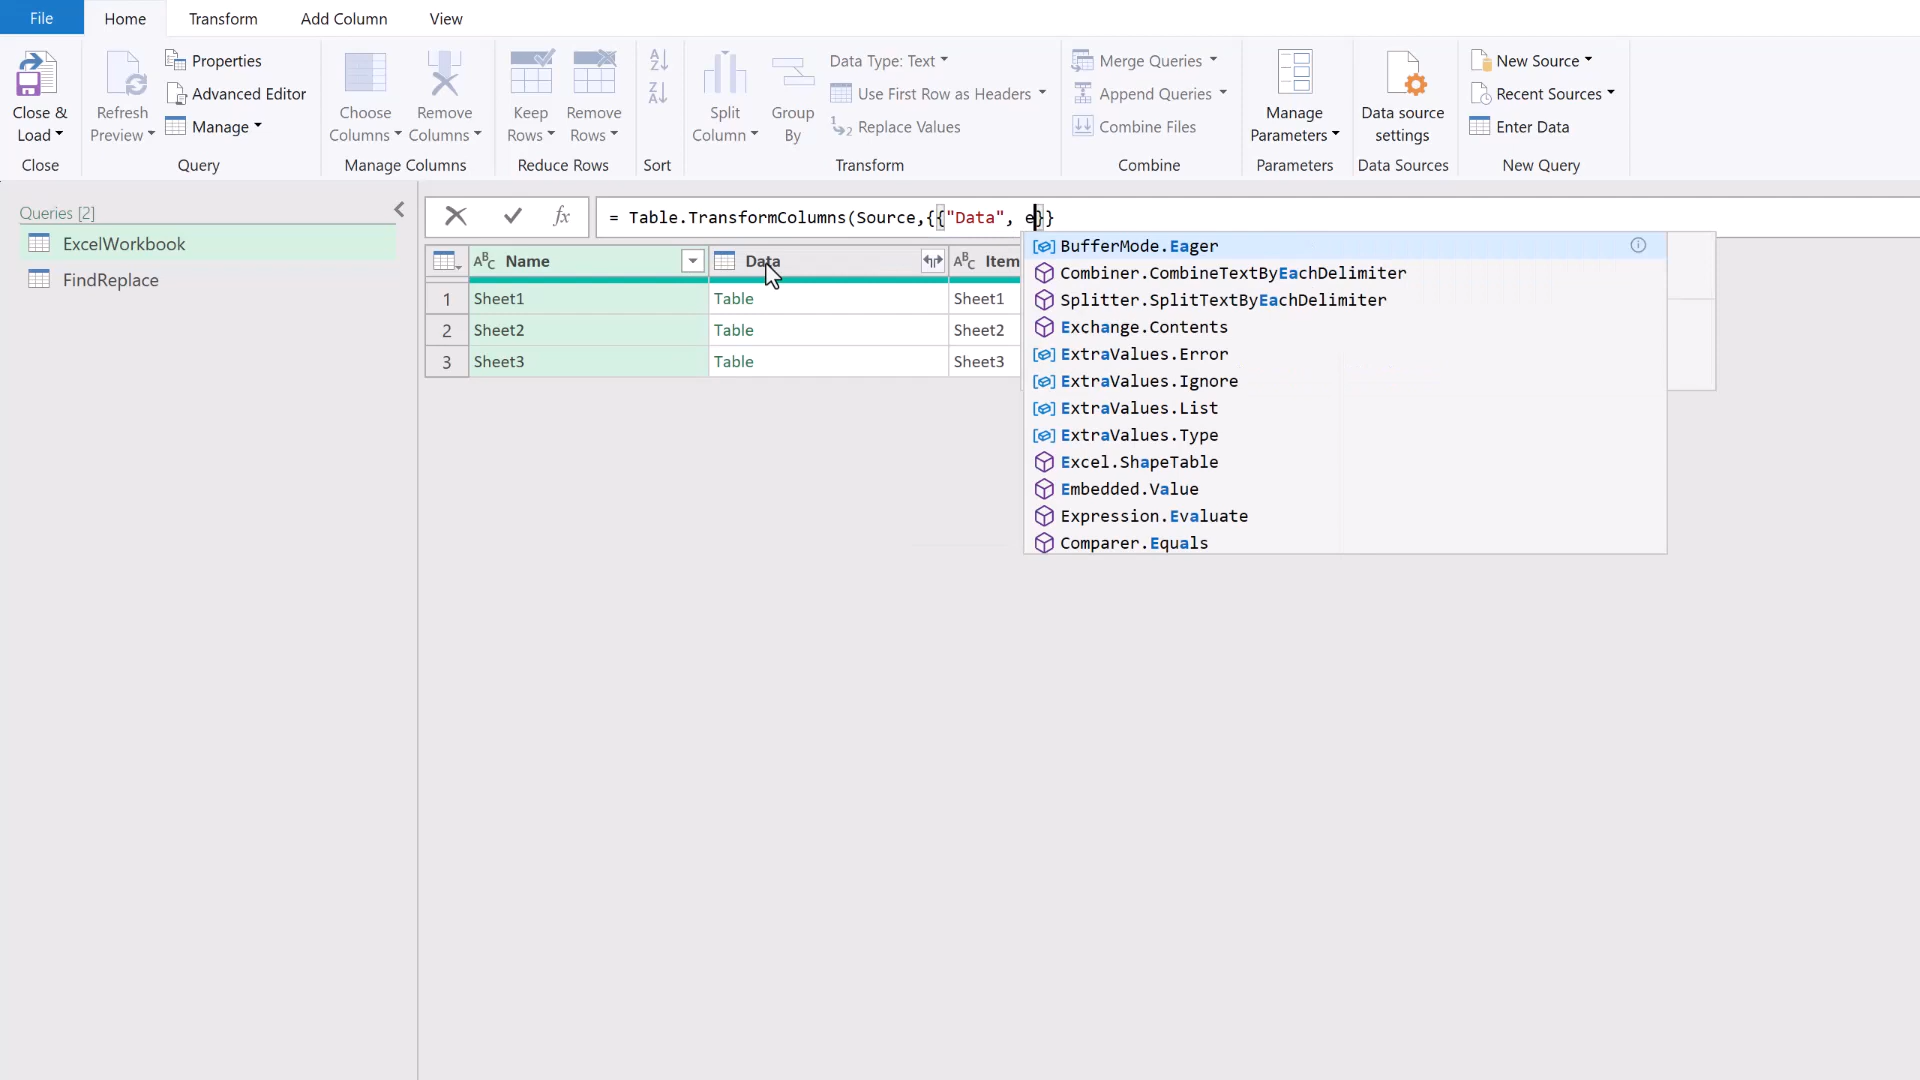 File Home Transform Add Column View
Close & Load
Close
Refresh Preview
Properties
Advanced Editor
Manage
Query
Choose Columns
Remove Columns
Manage Columns
Keep Rows
Remove Rows
Reduce Rows
Sort
Split Column
Group By
Data Type: Text
Use First Row as Headers
Replace Values
Transform
Merge Queries
Append Queries
Combine Files
Combine
Manage Parameters
Parameters
Data source settings
Data Sources
New Source
Recent Sources
Enter Data
New Query
Queries [2]
ExcelWorkbook
FindReplace
fx = Table.TransformColumns(Source,{{"Data", e}}
Name Data Item
1 Sheet1 Table Sheet1
2 Sheet2 Table Sheet2
3 Sheet3 Table Sheet3
BufferMode.Eager
Combiner.CombineTextByEachDelimiter
Splitter.SplitTextByEachDelimiter
Exchange.Contents
ExtraValues.Error
ExtraValues.Ignore
ExtraValues.List
ExtraValues.Type
Excel.ShapeTable
Embedded.Value
Expression.Evaluate
Comparer.Equals